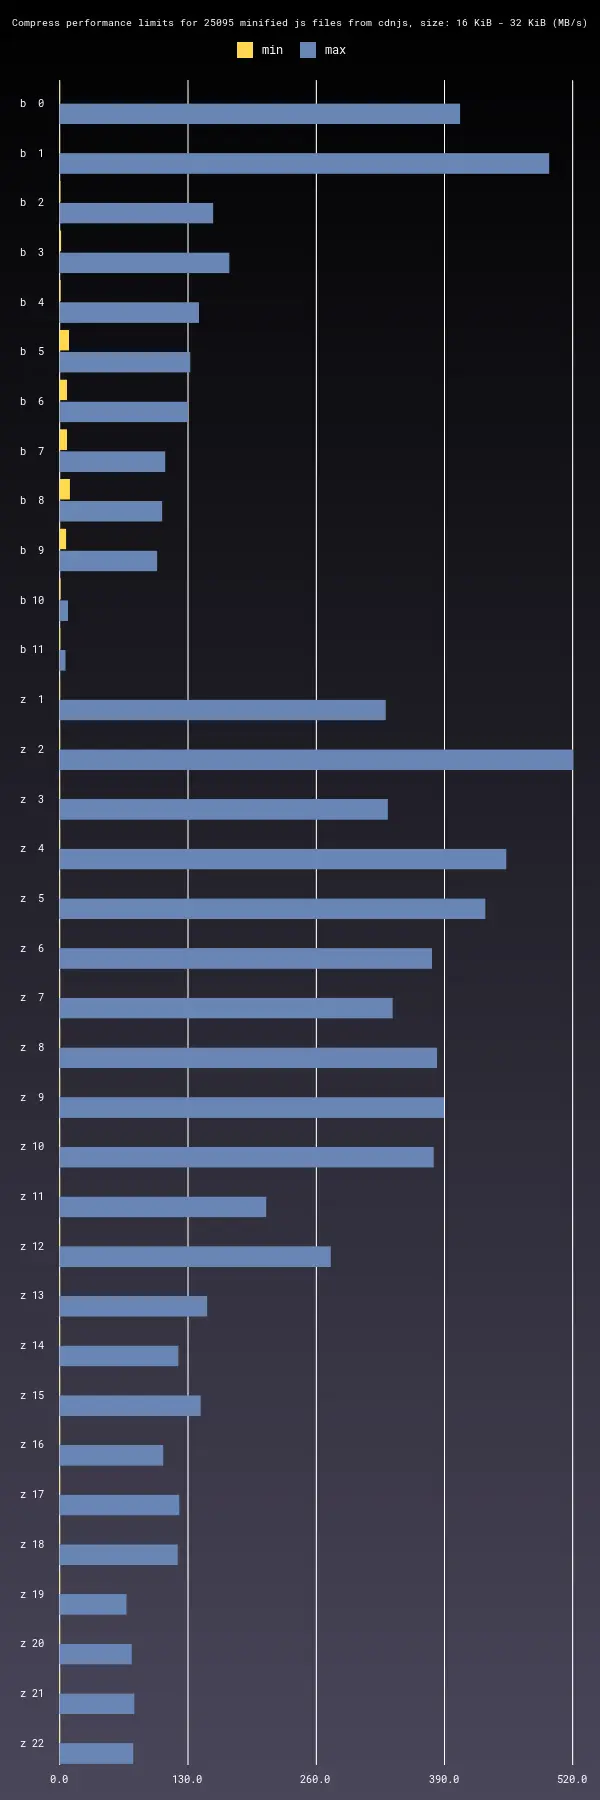 Compress performance limits for 25095 minified js files from cdnjs, size: 16 KiB - 32 KiB (MB/s)
min max
b 0
b 1
b 2
b 3
b 4
b 5
b 6
b 7
b 8
b 9
b 10
b 11
z 1
z 2
z 3
z 4
z 5
z 6
z 7
z 8
z 9
z 10
z 11
z 12
z 13
z 14
z 15
z 16
z 17
z 18
z 19
z 20
z 21
z 22
0.0 130.0 260.0 390.0 520.0